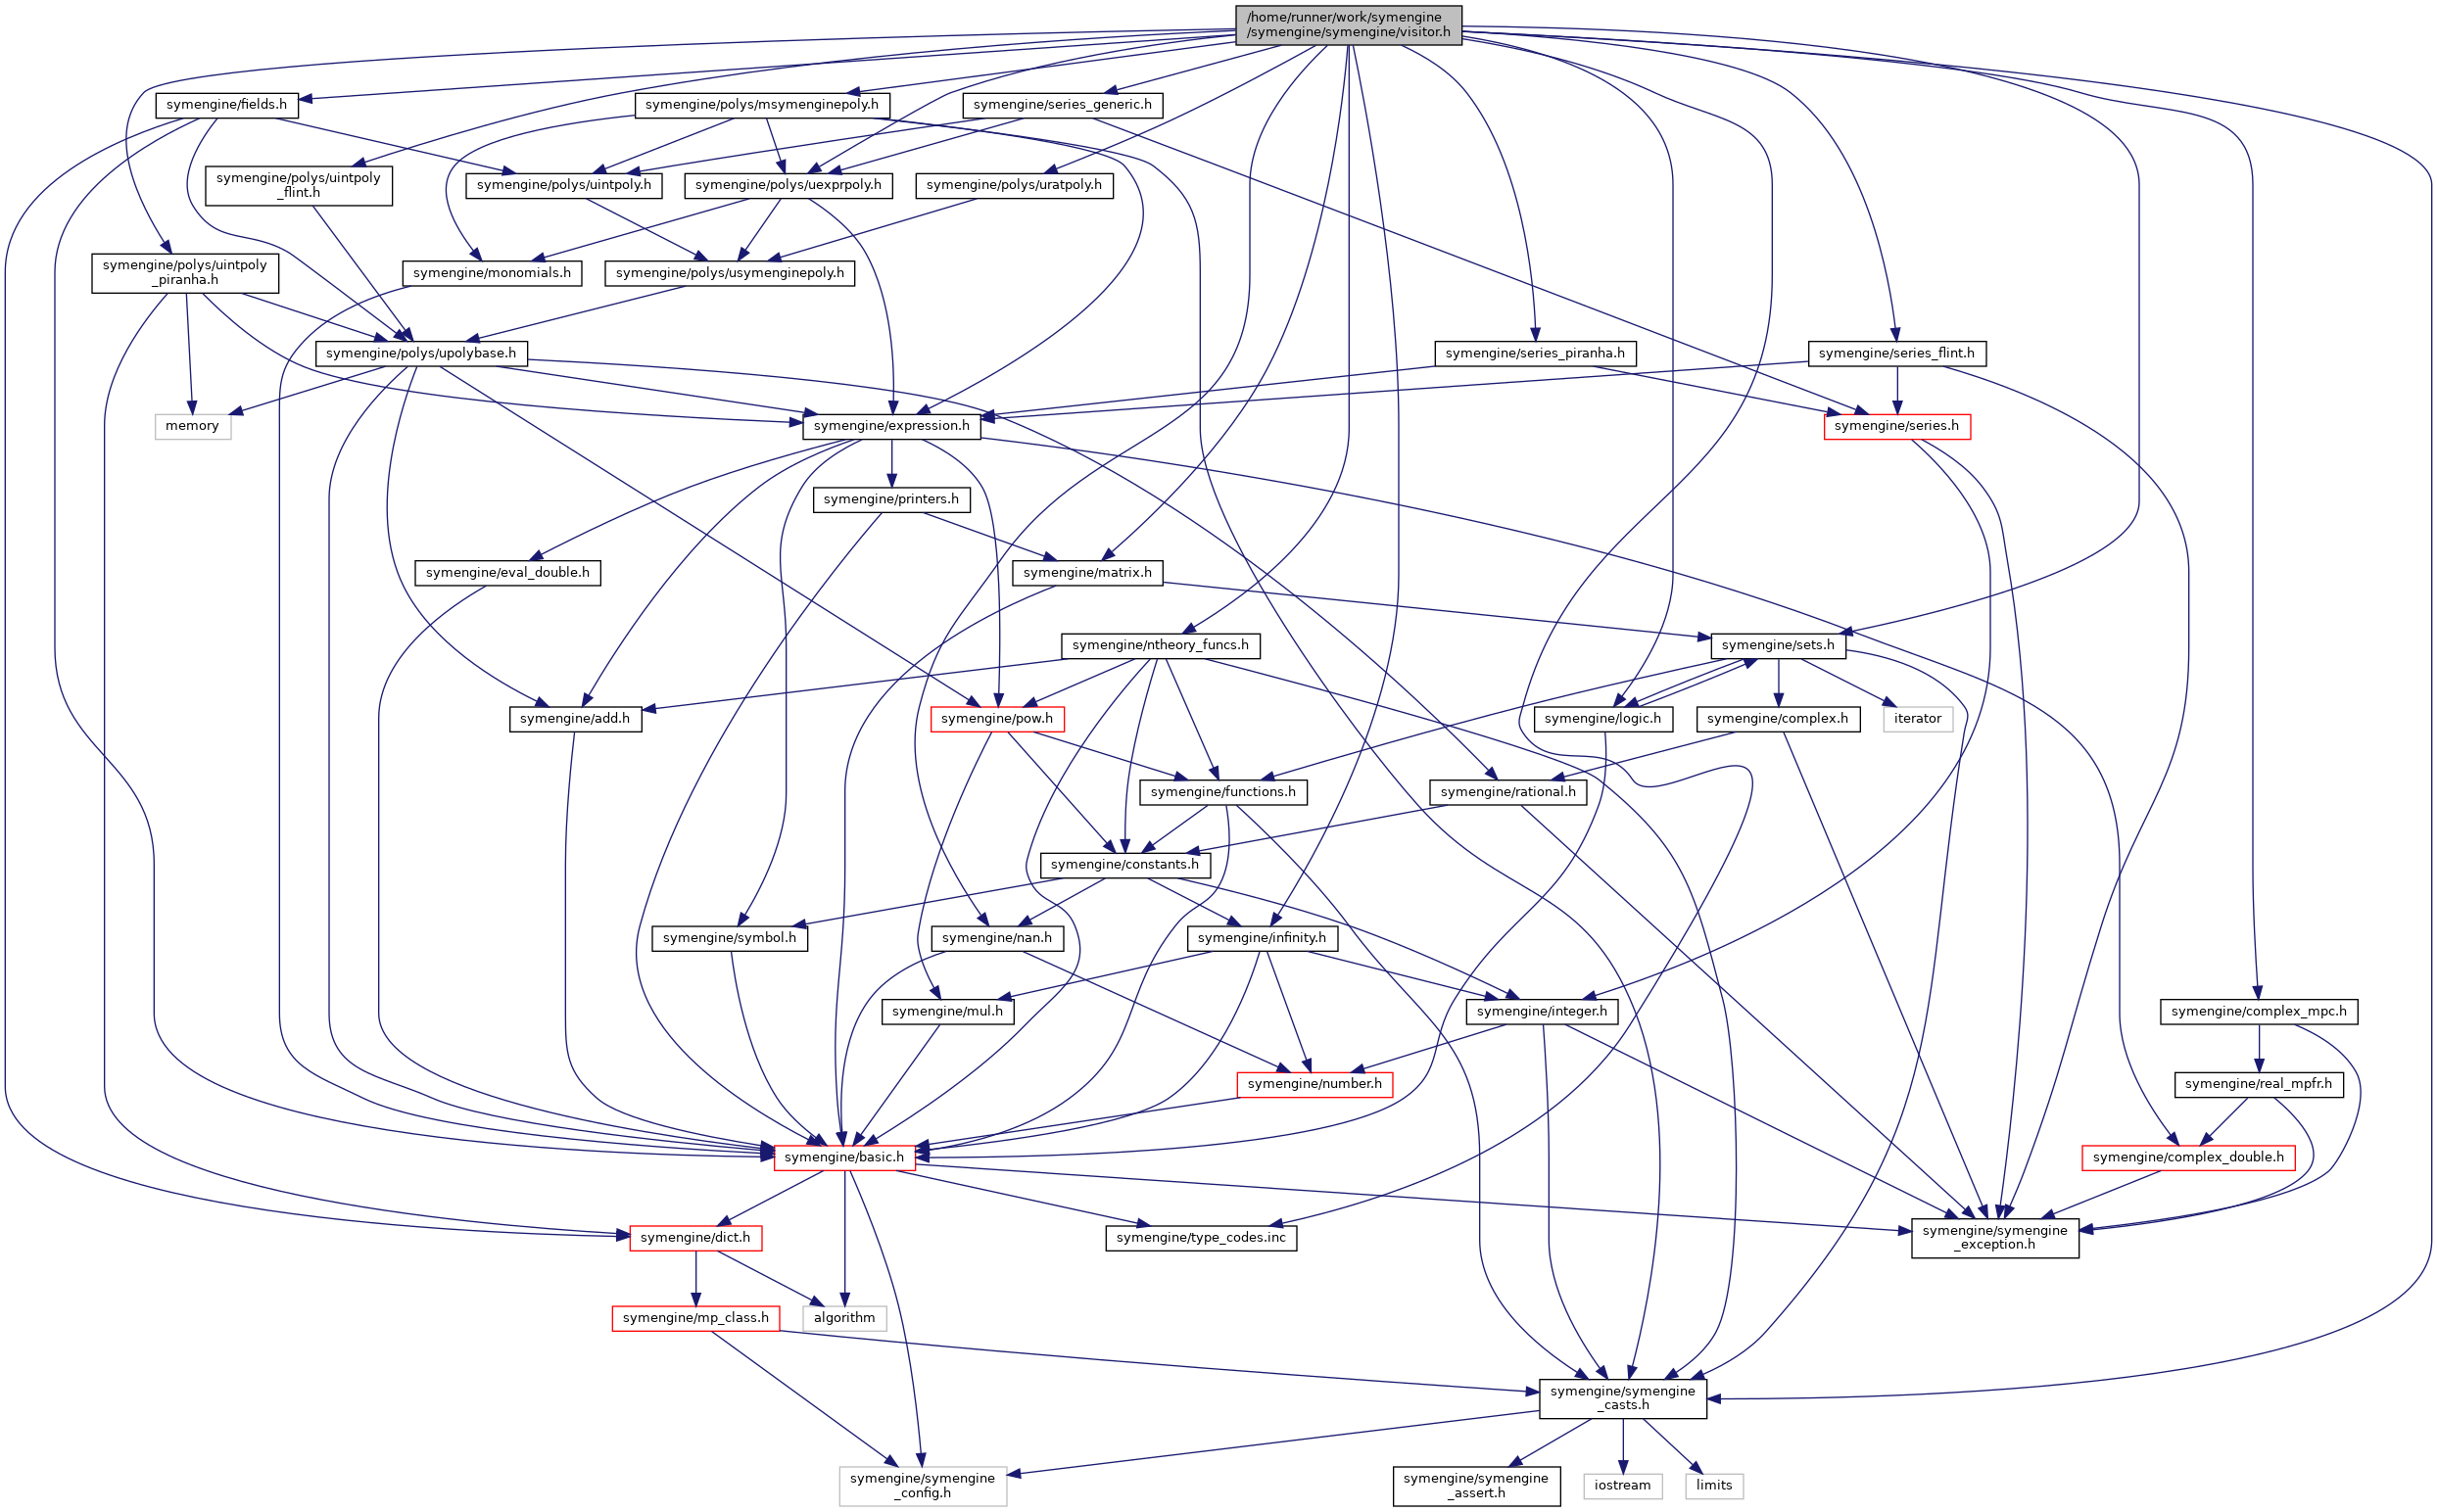 /home/runner/work/symengine
/symengine/symengine/visitor.h
symengine/fields.h
symengine/polys/msymenginepoly.h
symengine/series_generic.h
symengine/polys/uintpoly
_flint.h
symengine/polys/uintpoly.h
symengine/polys/uexprpoly.h
symengine/polys/uratpoly.h
symengine/polys/uintpoly
_piranha.h
symengine/monomials.h
symengine/polys/usymenginepoly.h
symengine/polys/upolybase.h
symengine/series_piranha.h
symengine/series_flint.h
memory
symengine/expression.h
symengine/series.h
symengine/printers.h
symengine/eval_double.h
symengine/matrix.h
symengine/ntheory_funcs.h
symengine/sets.h
symengine/add.h
symengine/pow.h
symengine/logic.h
symengine/complex.h
iterator
symengine/functions.h
symengine/rational.h
symengine/constants.h
symengine/symbol.h
symengine/nan.h
symengine/infinity.h
symengine/mul.h
symengine/integer.h
symengine/complex_mpc.h
symengine/number.h
symengine/real_mpfr.h
symengine/basic.h
symengine/complex_double.h
symengine/dict.h
symengine/type_codes.inc
symengine/symengine
_exception.h
symengine/mp_class.h
algorithm
symengine/symengine
_casts.h
symengine/symengine
_config.h
symengine/symengine
_assert.h
iostream
limits